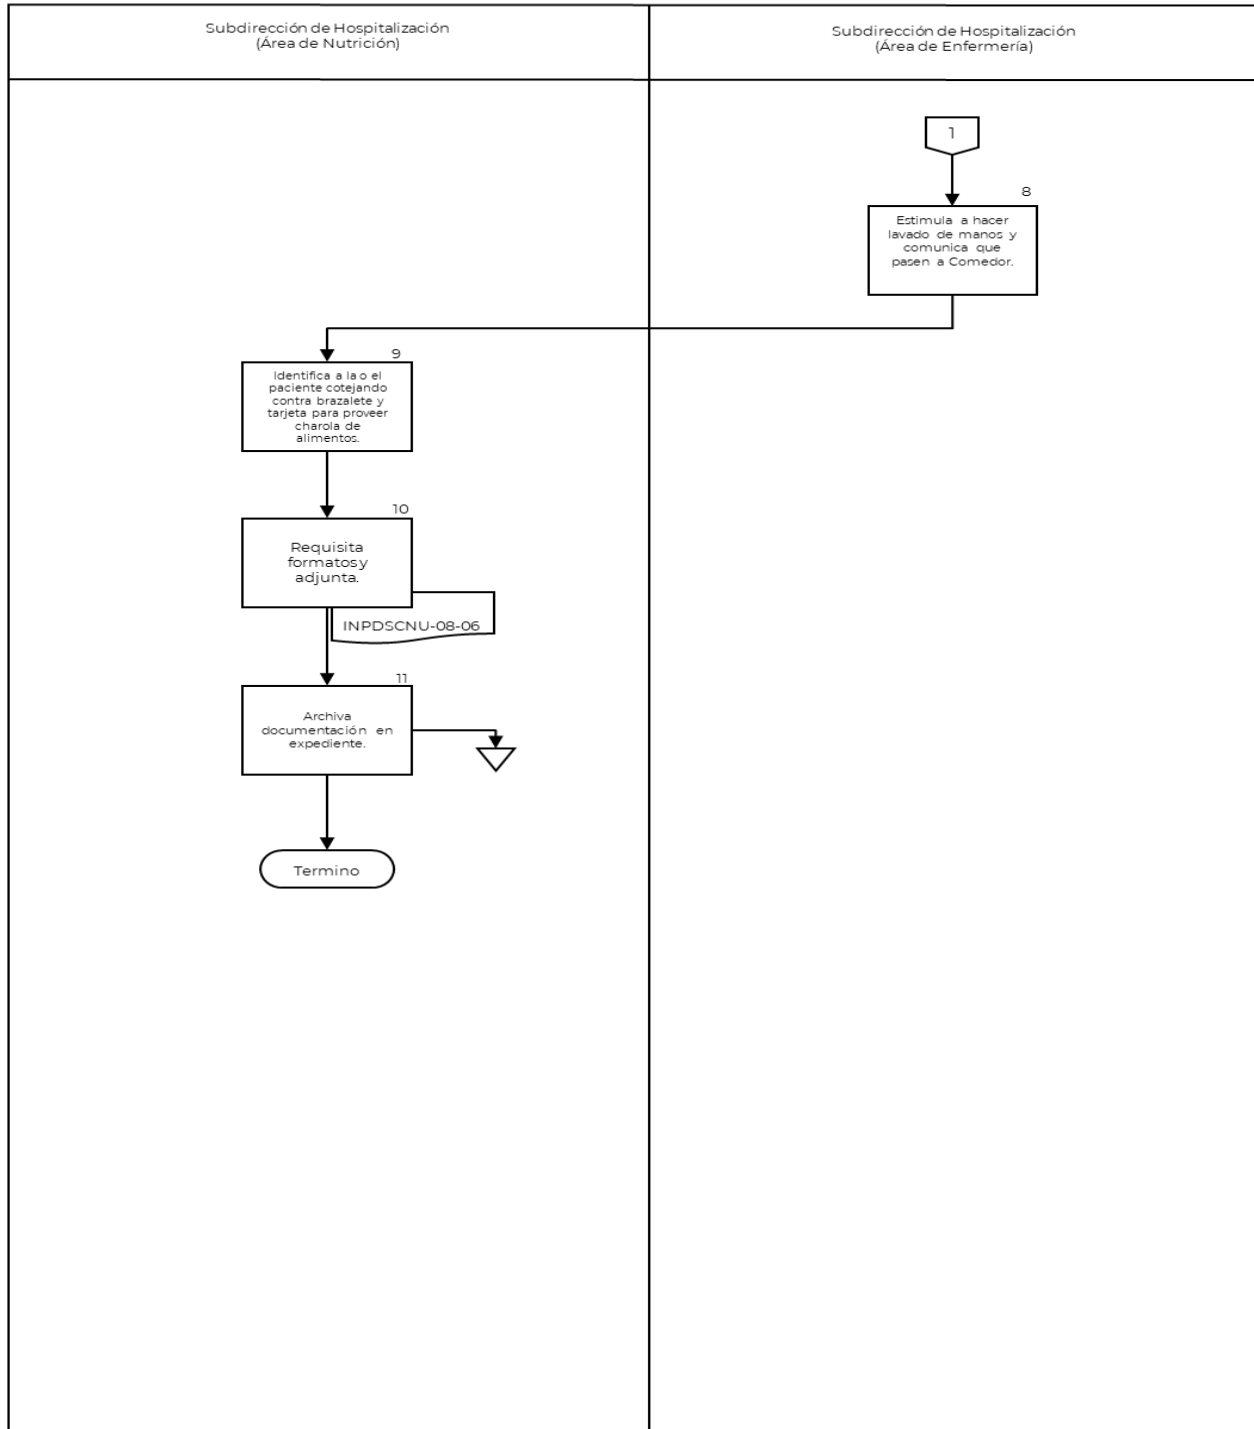 Subdirección de Hospitalización
(Área de Nutrición)
Subdirección de Hospitalización
(Área de Enfermería)
1
8
Estimula a hacer
lavado de manos y
comunica que
pasen a Comedor.
9
Identifica a la o el
paciente cotejando
contra brazalete y
tarjeta para proveer
charola de
alimentos.
10
Requisita
formatos y
adjunta.
INPDSCNU-08-06
11
Archiva
documentación en
expediente.
Termino